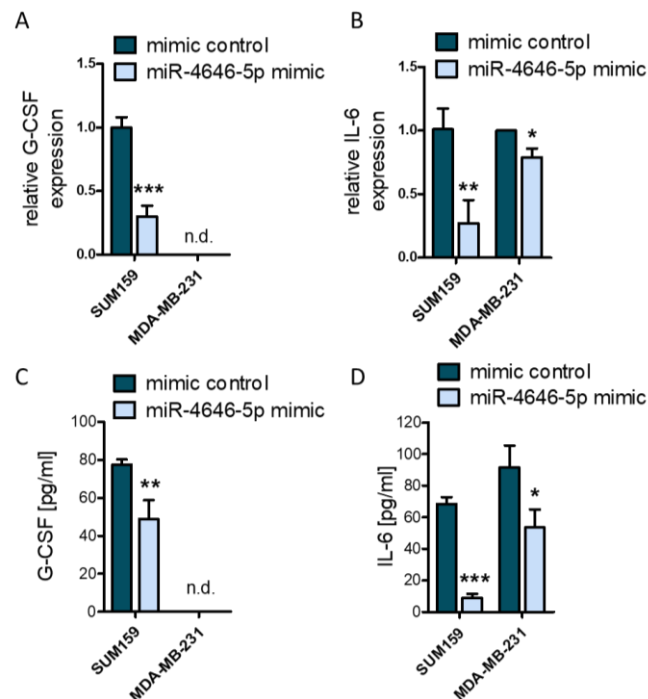 A
mimic control
miR-4646-5p mimic
relative G-CSF
expression
1.5
1.0
0.5
0.0
***
n.d.
SUM159
MDA-MB-231
B
mimic control
miR-4646-5p mimic
relative IL-6
expression
1.5
1.0
0.5
0.0
**
*
SUM159
MDA-MB-231
C
mimic control
miR-4646-5p mimic
G-CSF [pg/ml]
100
80
60
40
20
0
**
n.d.
SUM159
MDA-MB-231
D
mimic control
miR-4646-5p mimic
IL-6 [pg/ml]
120
100
80
60
40
20
0
***
*
SUM159
MDA-MB-231